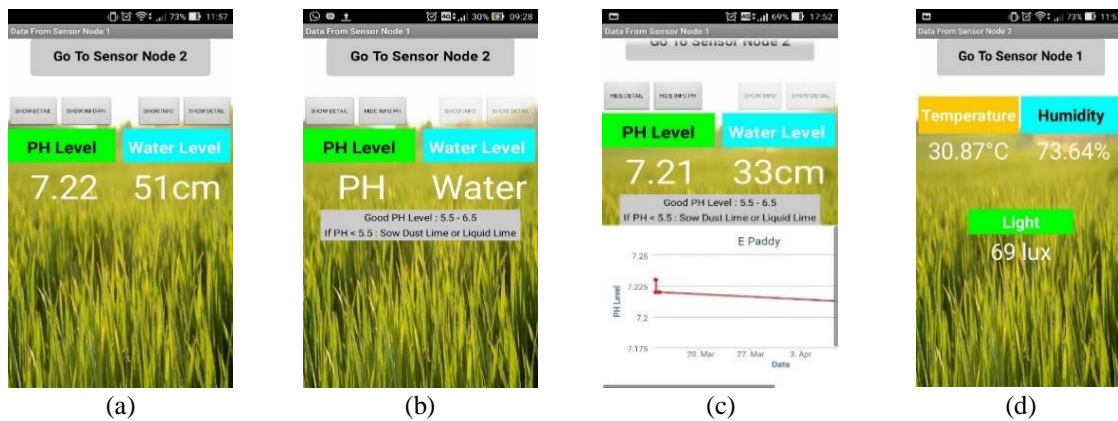 73% 11:57
Data From Sensor Node 1
Go To Sensor Node 2
SHOW DETAIL SHOW INFO PH SHOW INFO SHOW DETAIL
PH Level Water Level
7.22 51cm
(a)
30% 09:28
Data From Sensor Node 1
Go To Sensor Node 2
SHOW DETAIL HIDE INFO PH SHOW INFO SHOW DETAIL
PH Level Water Level
PH Water
Good PH Level : 5.5 - 6.5
If PH < 5.5 : Sow Dust Lime or Liquid Lime
(b)
4G 69% 17:52
Data From Sensor Node 1
Go To Sensor Node 2
HIDE DETAIL HIDE INFO PH SHOW INFO SHOW DETAIL
PH Level Water Level
7.21 33cm
Good PH Level : 5.5 - 6.5
If PH < 5.5 : Sow Dust Lime or Liquid Lime
E Paddy
7.25
7.225
7.2
7.175
PH Level
20. Mar 27. Mar 3. Apr
Date
(c)
73%
Data From Sensor Node 2
Go To Sensor Node 1
Temperature Humidity
30.87°C 73.64%
Light
69 lux
(d)